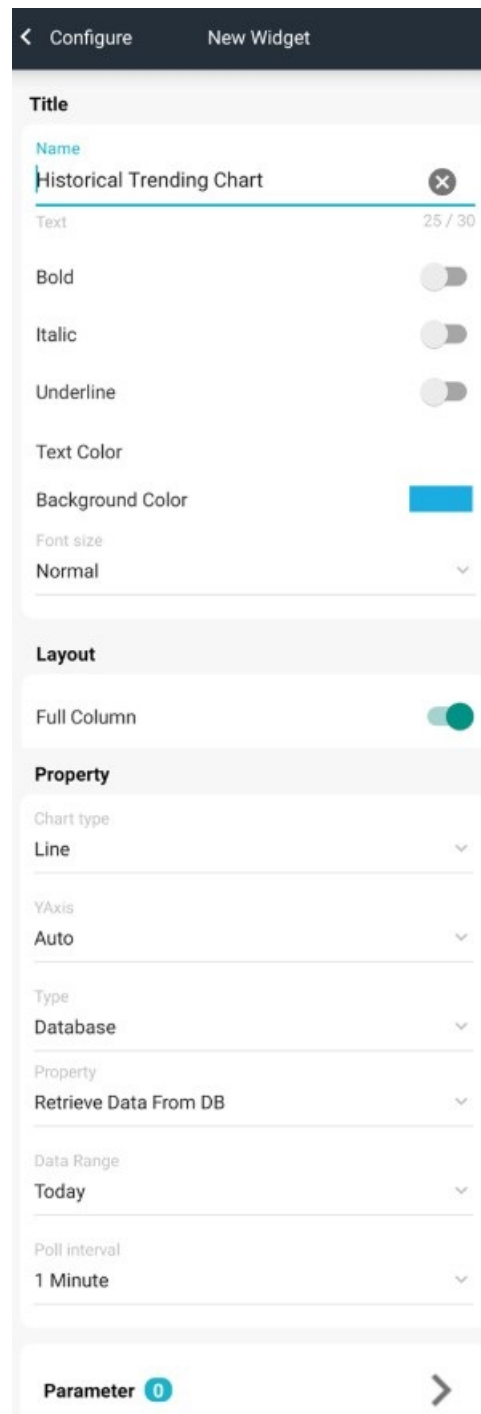 Configure New Widget
Title
Name
Historical Trending Chart
Text 25 / 30
Bold
Italic
Underline
Text Color
Background Color
Font size
Normal
Layout
Full Column
Property
Chart type
Line
YAxis
Auto
Type
Database
Property
Retrieve Data From DB
Data Range
Today
Poll interval
1 Minute
Parameter 0